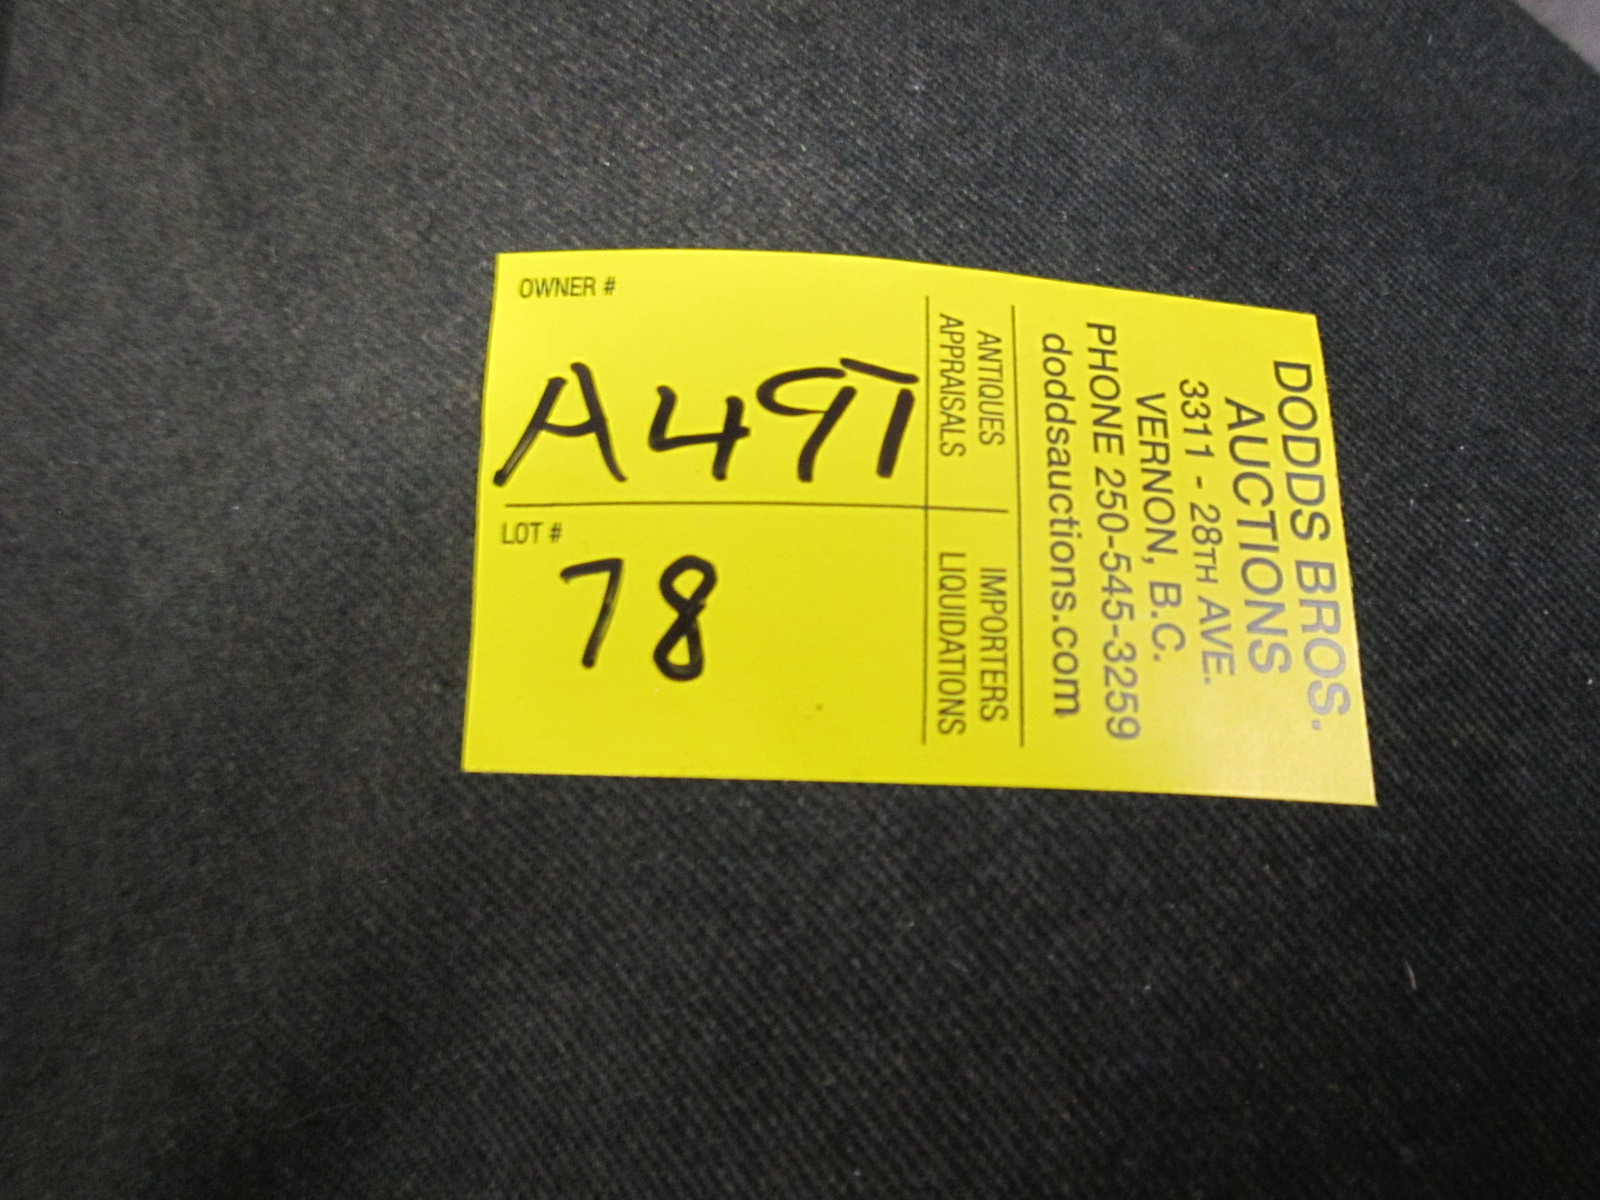 DODDS BROS.
AUCTIONS
3311 - 28TH AVE.
VERNON, B.C.
PHONE 250-545-3259
doddsauctions.com
ANTIQUES
APPRAISALS
IMPORTERS
LIQUIDATIONS
OWNER #
A491
LOT #
78